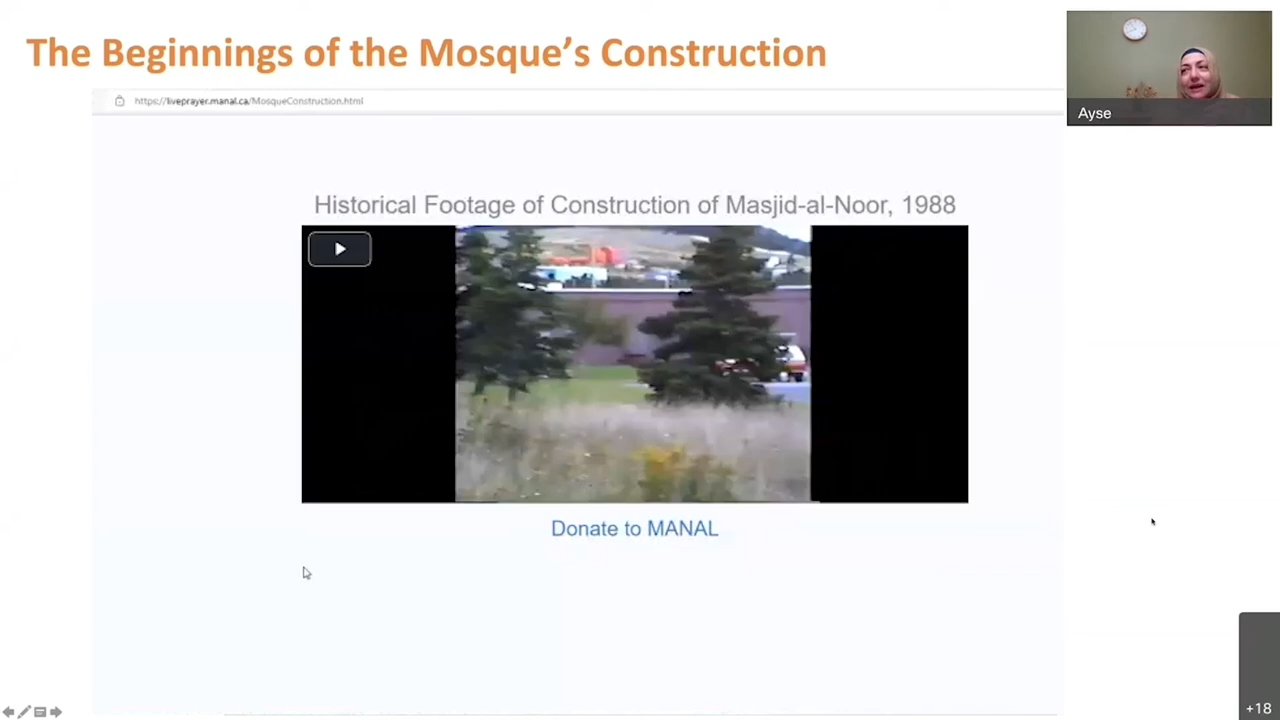 The Beginnings of the Mosque’s Construction
https://liveprayer.manal.ca/MosqueConstruction.html
Ayse
Historical Footage of Construction of Masjid-al-Noor, 1988
Donate to MANAL
+18